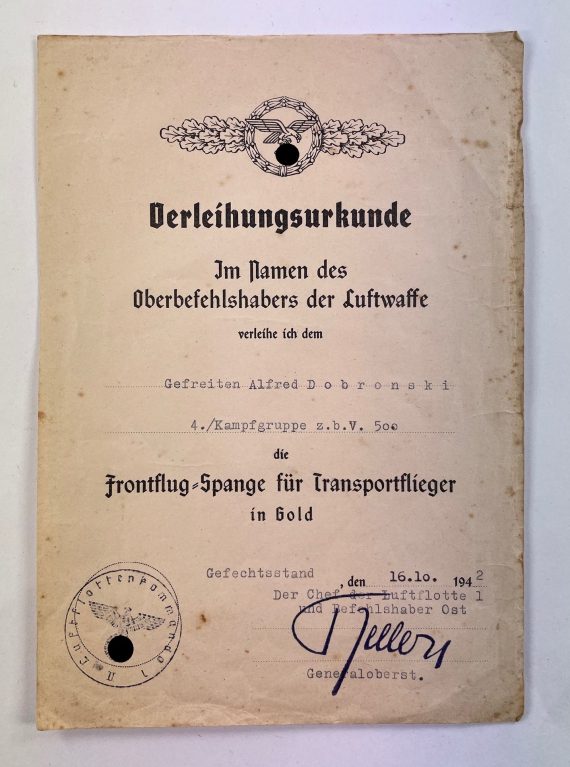 Verleihungsurkunde
Im Namen des
Oberbefehlshabers der Luftwaffe
verleihe ich dem
Gefreiten Alfred D o b r o n s k i
4./Kampfgruppe z.b.V. 500
die
Frontflug-Spange für Transportflieger
in Gold
Gefechtsstand, den 16.10. 1942
Der Chef der Luftflotte 1
und Befehlshaber Ost
Keller
Generaloberst.
Luftflottenkommando 1